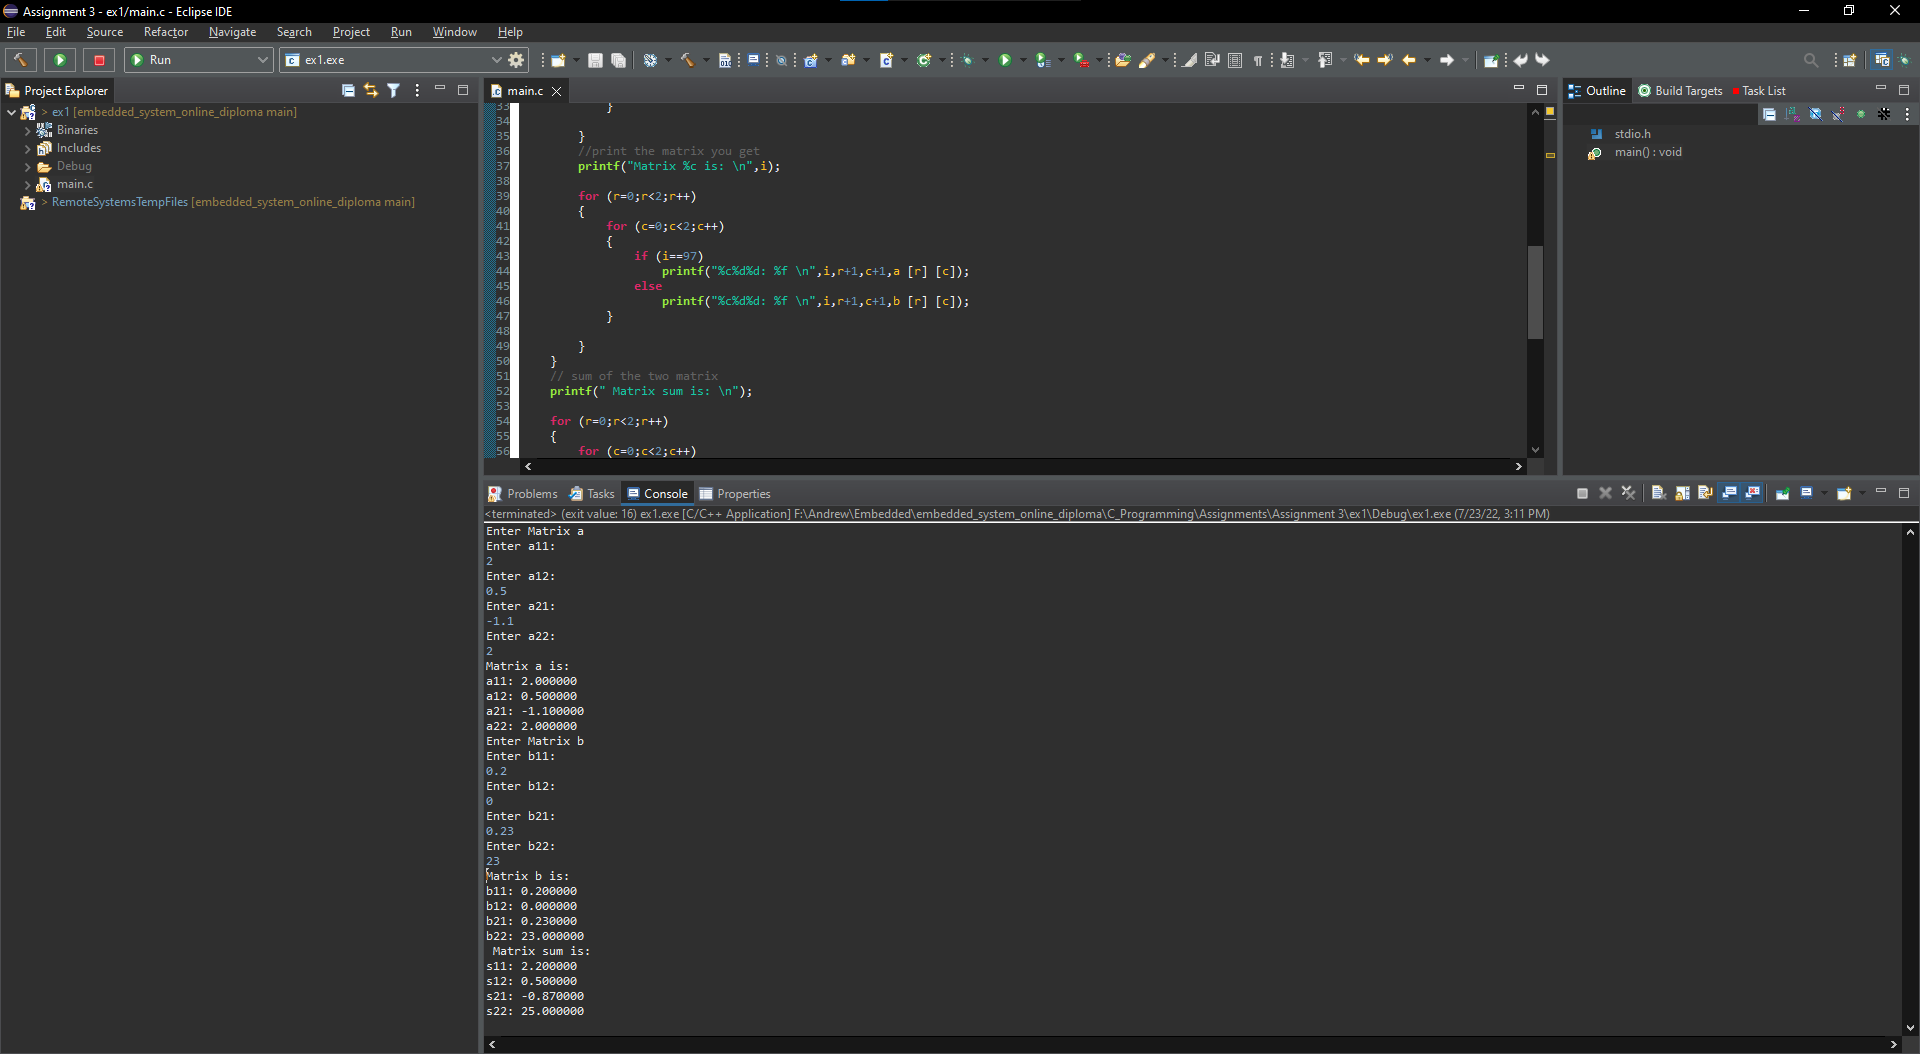 Assignment 3 - ex1/main.c - Eclipse IDE
File Edit Source Refactor Navigate Search Project Run Window Help
Run ex1.exe
Project Explorer
> ex1 [embedded_system_online_diploma main]
Binaries
Includes
Debug
main.c
> RemoteSystemsTempFiles [embedded_system_online_diploma main]
main.c
33 }
34
35 }
36 //print the matrix you get
37 printf("Matrix %c is: \n",i);
38
39 for (r=0;r<2;r++)
40 {
41 for (c=0;c<2;c++)
42 {
43 if (i==97)
44 printf("%c%d%d: %f \n",i,r+1,c+1,a [r] [c]);
45 else
46 printf("%c%d%d: %f \n",i,r+1,c+1,b [r] [c]);
47 }
48
49 }
50 }
51 // sum of the two matrix
52 printf(" Matrix sum is: \n");
53
54 for (r=0;r<2;r++)
55 {
56 for (c=0;c<2;c++)
Outline Build Targets Task List
stdio.h
main() : void
Problems Tasks Console Properties
<terminated> (exit value: 16) ex1.exe [C/C++ Application] F:\Andrew\Embedded\embedded_system_online_diploma\C_Programming\Assignments\Assignment 3\ex1\Debug\ex1.exe (7/23/22, 3:11 PM)
Enter Matrix a
Enter a11:
2
Enter a12:
0.5
Enter a21:
-1.1
Enter a22:
2
Matrix a is:
a11: 2.000000
a12: 0.500000
a21: -1.100000
a22: 2.000000
Enter Matrix b
Enter b11:
0.2
Enter b12:
0
Enter b21:
0.23
Enter b22:
23
Matrix b is:
b11: 0.200000
b12: 0.000000
b21: 0.230000
b22: 23.000000
Matrix sum is:
s11: 2.200000
s12: 0.500000
s21: -0.870000
s22: 25.000000